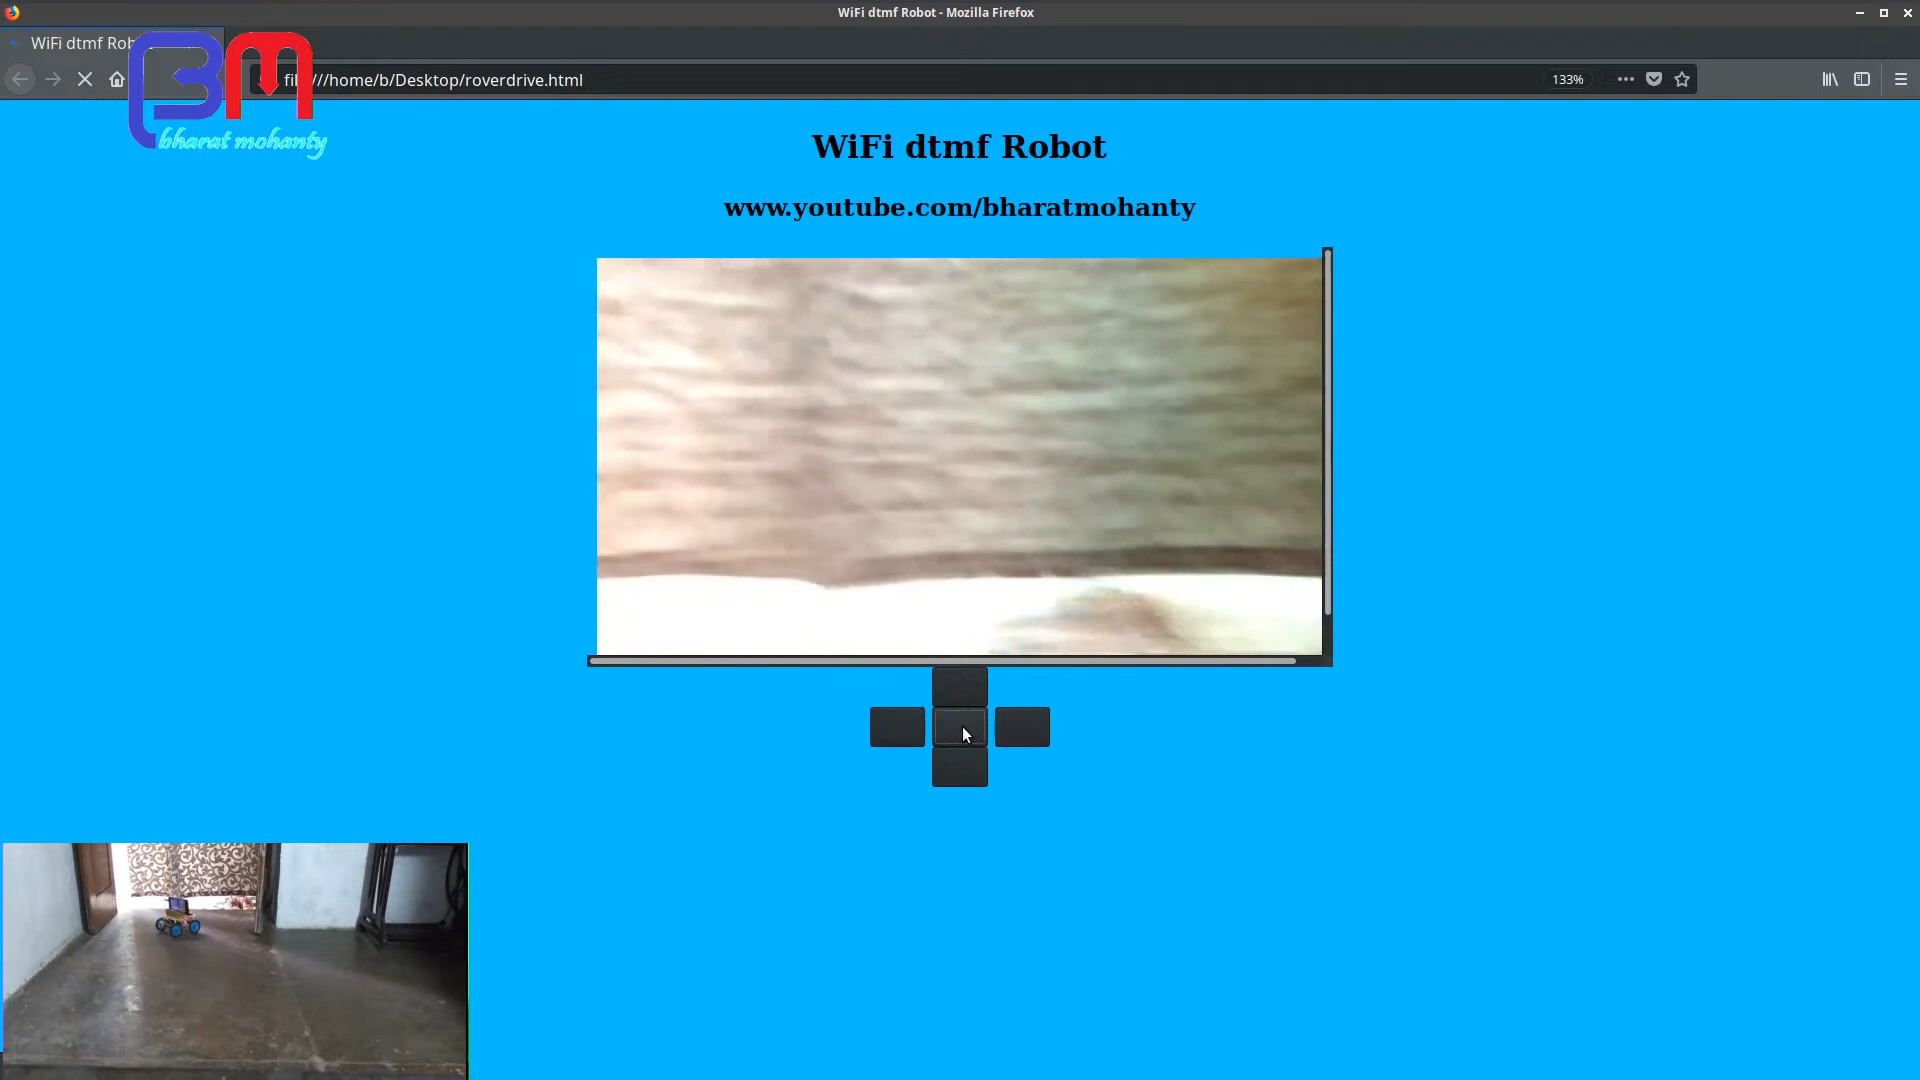 WiFi dtmf Robot - Mozilla Firefox
WiFi dtmf Rob
BM
bharat mohanty
fil///home/b/Desktop/roverdrive.html
133%
WiFi dtmf Robot
www.youtube.com/bharatmohanty